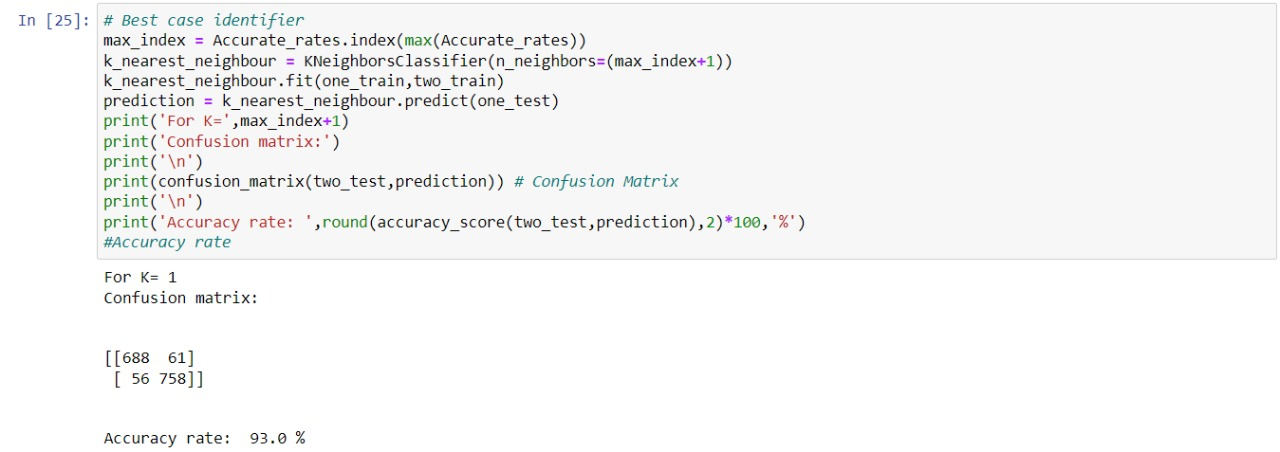 In [25]: # Best case identifier
max_index = Accurate_rates.index(max(Accurate_rates))
k_nearest_neighbour = KNeighborsClassifier(n_neighbors=(max_index+1))
k_nearest_neighbour.fit(one_train,two_train)
prediction = k_nearest_neighbour.predict(one_test)
print('For K=',max_index+1)
print('Confusion matrix:')
print('\n')
print(confusion_matrix(two_test,prediction)) # Confusion Matrix
print('\n')
print('Accuracy rate: ',round(accuracy_score(two_test,prediction),2)*100,'%')
#Accuracy rate
For K= 1
Confusion matrix:
[[688  61]
 [ 56 758]]
Accuracy rate:  93.0 %